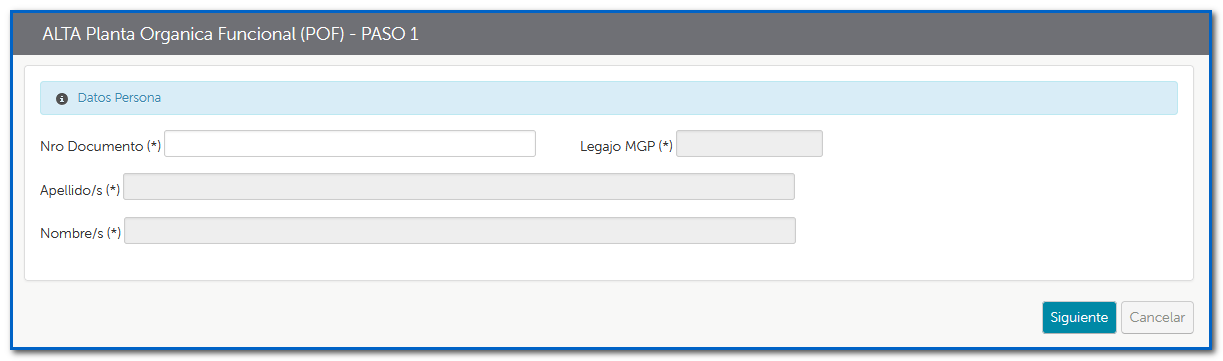 ALTA Planta Organica Funcional (POF) - PASO 1
Datos Persona
Nro Documento (*) Legajo MGP (*)
Apellido/s (*)
Nombre/s (*)
Siguiente Cancelar